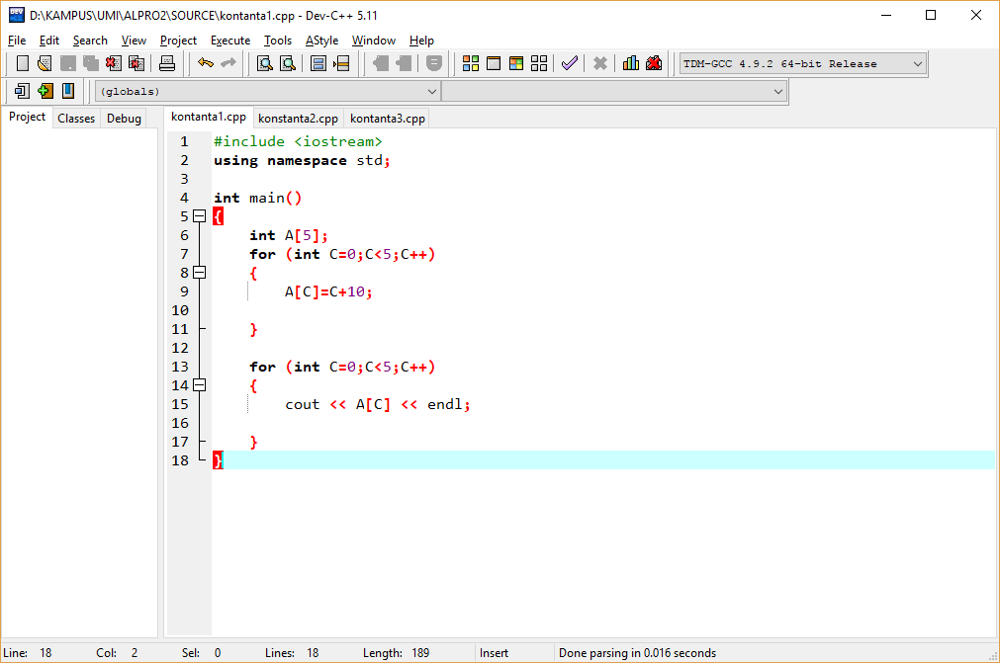 D:\KAMPUS\UMI\ALPRO2\SOURCE\kontanta1.cpp - Dev-C++ 5.11
File Edit Search View Project Execute Tools AStyle Window Help
TDM-GCC 4.9.2 64-bit Release
(globals)
Project Classes Debug
kontanta1.cpp konstanta2.cpp kontanta3.cpp
1 #include <iostream>
2 using namespace std;
3
4 int main()
5 {
6 int A[5];
7 for (int C=0;C<5;C++)
8 {
9 A[C]=C+10;
10
11 }
12
13 for (int C=0;C<5;C++)
14 {
15 cout << A[C] << endl;
16
17 }
18 }
Line: 18 Col: 2 Sel: 0 Lines: 18 Length: 189 Insert Done parsing in 0.016 seconds